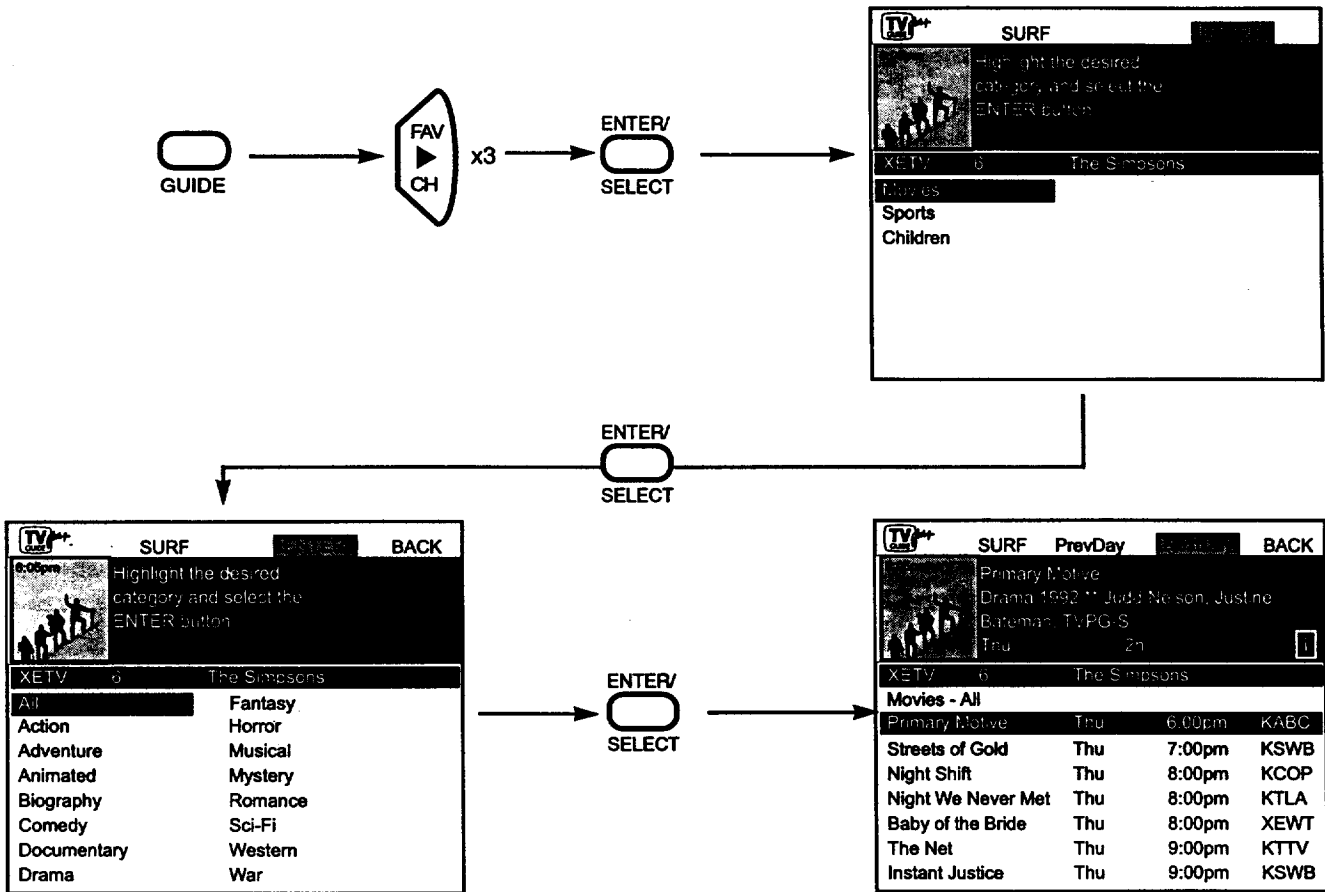 TV GUIDE
SURF
Highlight the desired
category and select the
ENTER button
XETV 6 The Simpsons
Movies
Sports
Children
GUIDE
FAV
CH
x3
ENTER/
SELECT
ENTER/
SELECT
TV GUIDE
SURF BACK
6:05pm
Highlight the desired
category and select the
ENTER button
XETV 6 The Simpsons
All Fantasy
Action Horror
Adventure Musical
Animated Mystery
Biography Romance
Comedy Sci-Fi
Documentary Western
Drama War
ENTER/
SELECT
TV GUIDE
SURF PrevDay BACK
Primary Motive
Drama 1992 ** Judd Nelson, Justine
Bateman, TVPG-S
Thu 2h
i
XETV 6 The Simpsons
Movies - All
Primary Motive Thu 6:00pm KABC
Streets of Gold Thu 7:00pm KSWB
Night Shift Thu 8:00pm KCOP
Night We Never Met Thu 8:00pm KTLA
Baby of the Bride Thu 8:00pm XEWT
The Net Thu 9:00pm KTTV
Instant Justice Thu 9:00pm KSWB